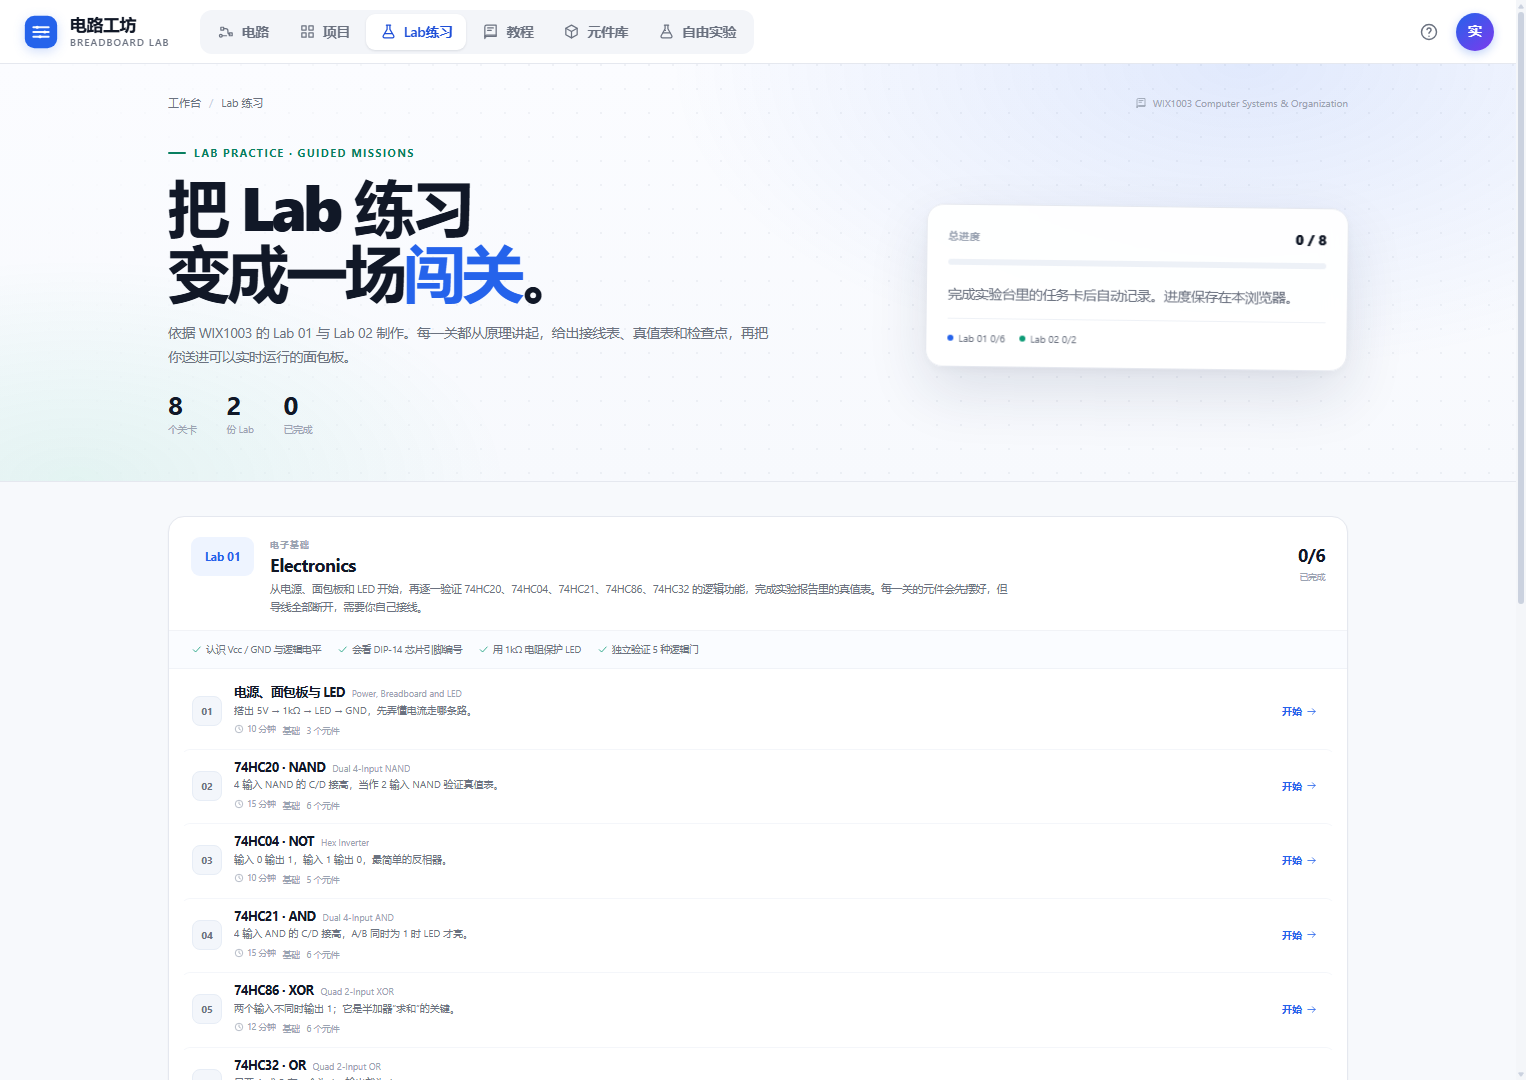 电路工坊
BREADBOARD LAB
电路
项目
Lab练习
教程
元件库
自由实验
实
工作台 / Lab 练习
WIX1003 Computer Systems & Organization
LAB PRACTICE · GUIDED MISSIONS
把 Lab 练习
变成一场闯关。
依据 WIX1003 的 Lab 01 与 Lab 02 制作。每一关都从原理讲起，给出接线表、真值表和检查点，再把
你送进可以实时运行的面包板。
8
个关卡
2
份 Lab
0
已完成
总进度
0 / 8
完成实验台里的任务卡后自动记录。进度保存在本浏览器。
Lab 01 0/6
Lab 02 0/2
Lab 01
电子基础
Electronics
从电源、面包板和 LED 开始，再逐一验证 74HC20、74HC04、74HC21、74HC86、74HC32 的逻辑功能，完成实验报告里的真值表。每一关的元件会先摆好，但
导线全部断开，需要你自己接线。
0/6
已完成
认识 Vcc / GND 与逻辑电平
会看 DIP-14 芯片引脚编号
用 1kΩ 电阻保护 LED
独立验证 5 种逻辑门
01
电源、面包板与 LED Power, Breadboard and LED
搭出 5V → 1kΩ → LED → GND，先弄懂电流走哪条路。
10 分钟 基础 3 个元件
开始 →
02
74HC20 · NAND Dual 4-Input NAND
4 输入 NAND 的 C/D 接高，当作 2 输入 NAND 验证真值表。
15 分钟 基础 6 个元件
开始 →
03
74HC04 · NOT Hex Inverter
输入 0 输出 1，输入 1 输出 0，最简单的反相器。
10 分钟 基础 5 个元件
开始 →
04
74HC21 · AND Dual 4-Input AND
4 输入 AND 的 C/D 接高，A/B 同时为 1 时 LED 才亮。
15 分钟 基础 6 个元件
开始 →
05
74HC86 · XOR Quad 2-Input XOR
两个输入不同时输出 1；它是半加器“求和”的关键。
12 分钟 基础 6 个元件
开始 →
74HC32 · OR Quad 2-Input OR